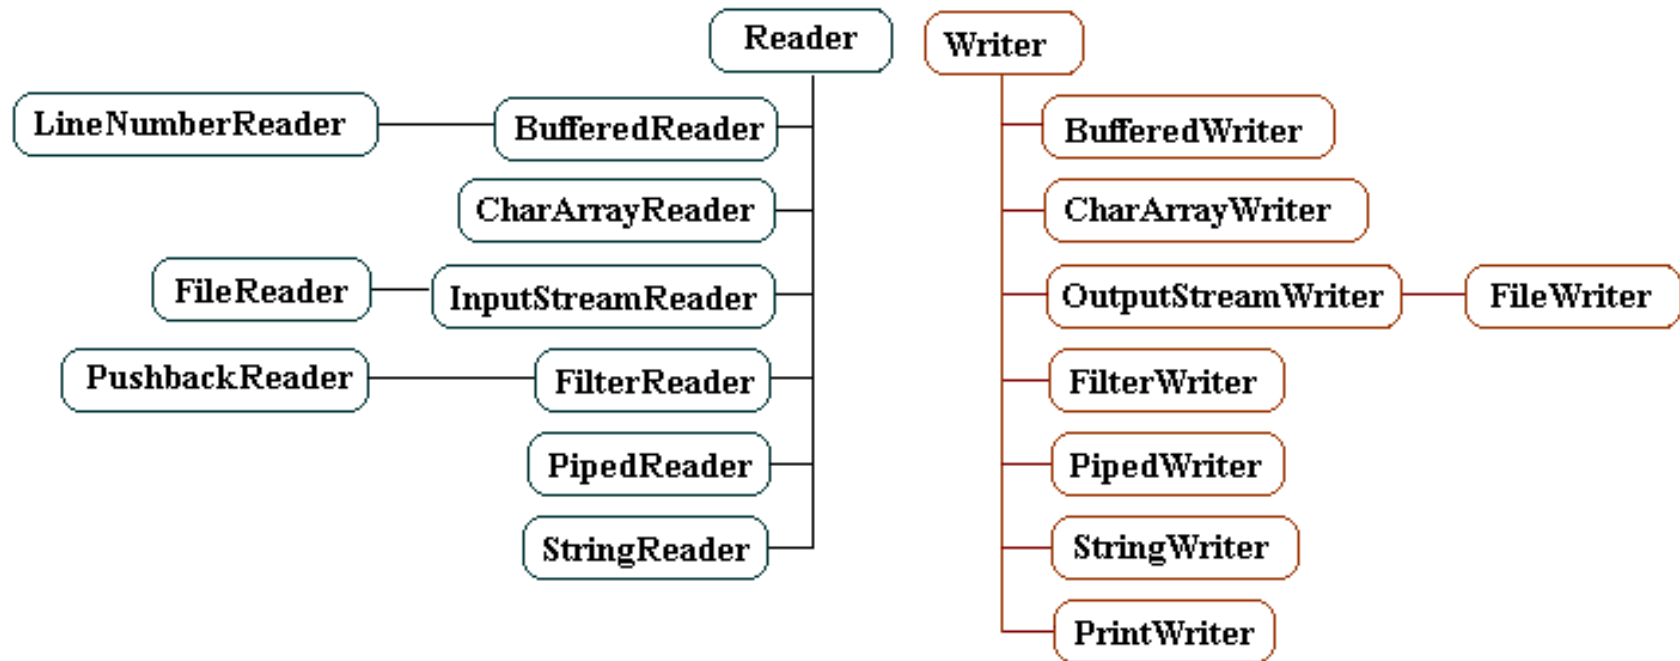 Reader
Writer
LineNumberReader
BufferedReader
BufferedWriter
CharArrayReader
CharArrayWriter
FileReader
InputStreamReader
OutputStreamWriter
FileWriter
PushbackReader
FilterReader
FilterWriter
PipedReader
PipedWriter
StringReader
StringWriter
PrintWriter